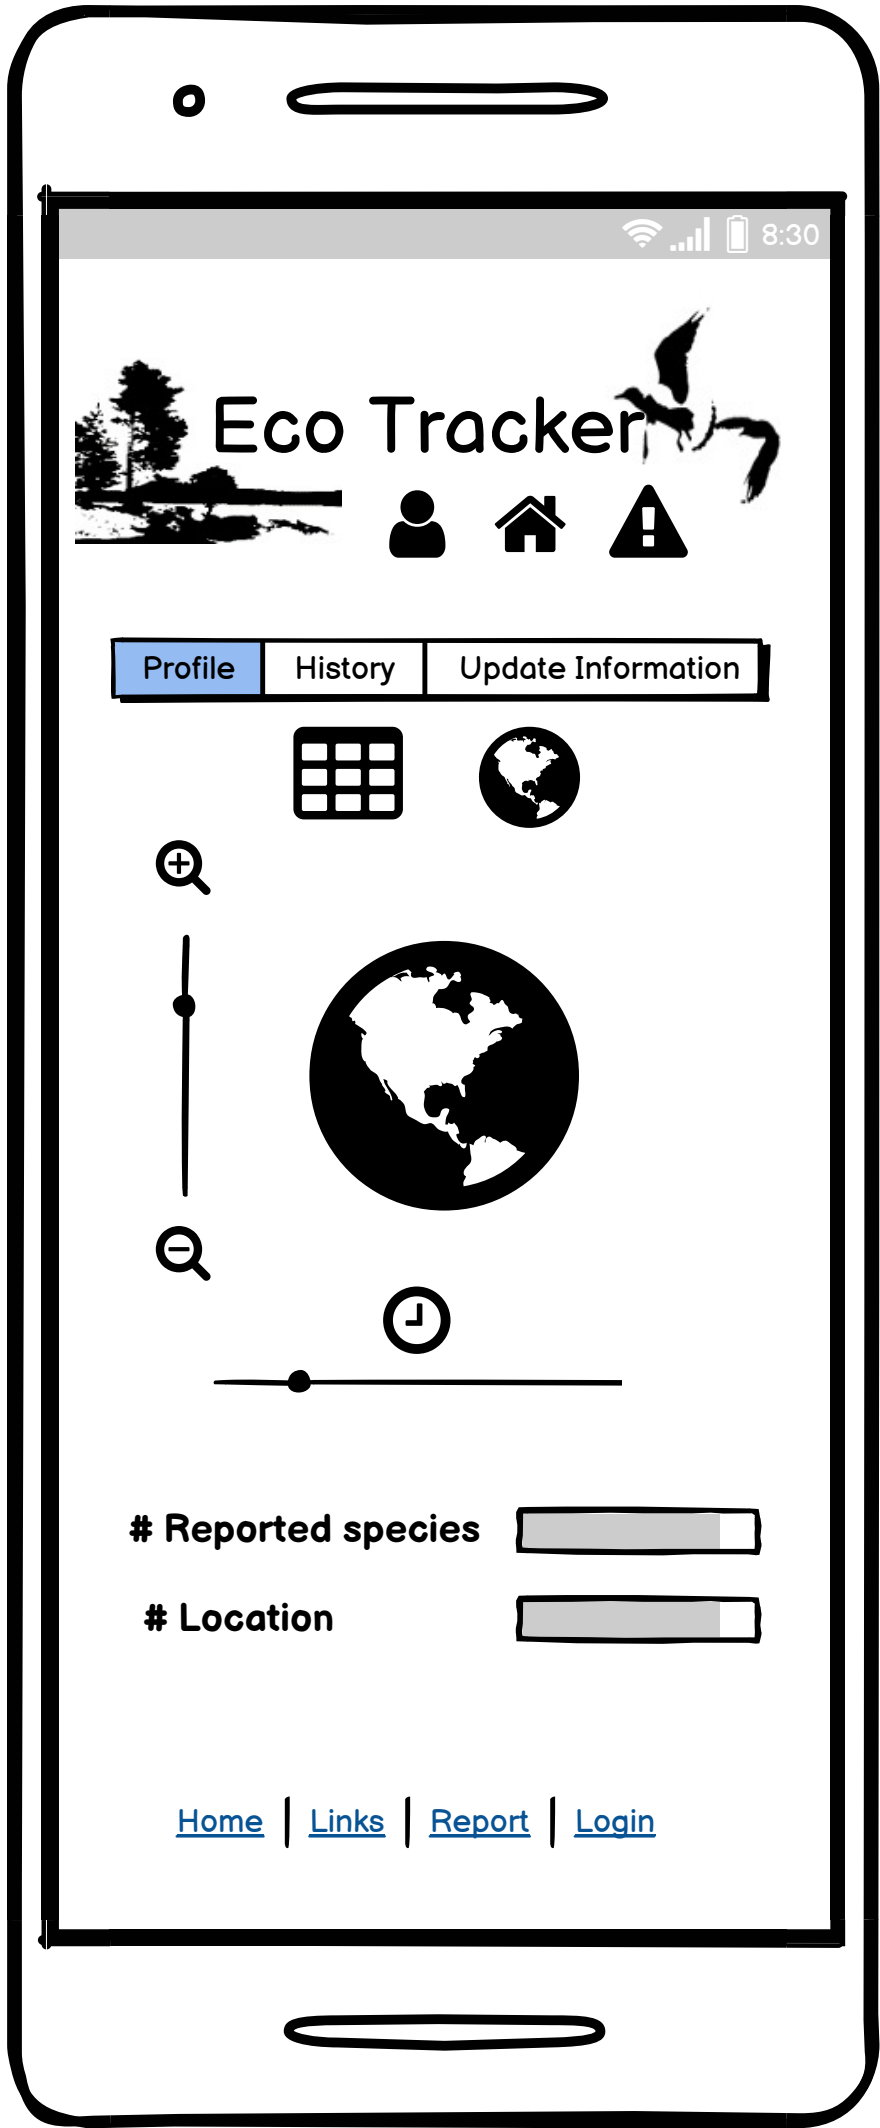 8:30
Eco Tracker
Profile History Update Information
# Reported species
# Location
Home Links Report Login